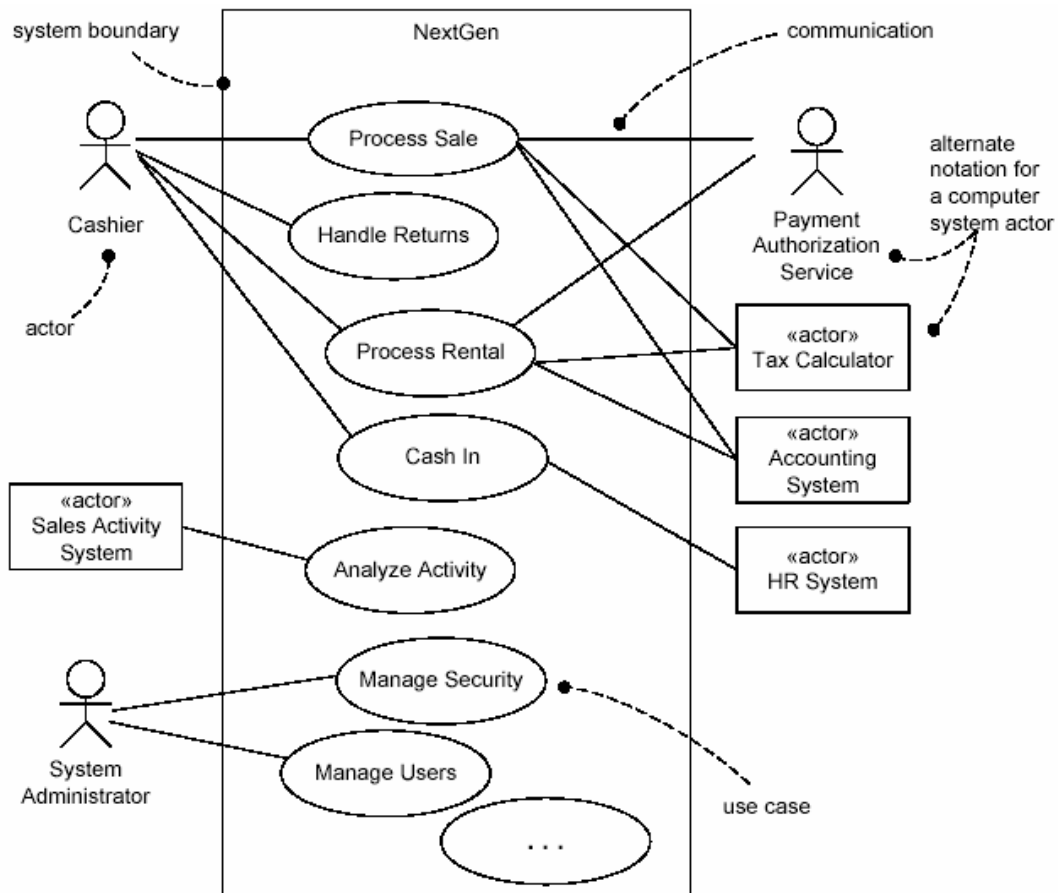 system boundary
NextGen
communication
Process Sale
alternate
notation for
a computer
system actor
Cashier
Handle Returns
Payment
Authorization
Service
actor
Process Rental
«actor»
Tax Calculator
Cash In
«actor»
Accounting
System
«actor»
Sales Activity
System
Analyze Activity
«actor»
HR System
Manage Security
System
Administrator
Manage Users
use case
. . .